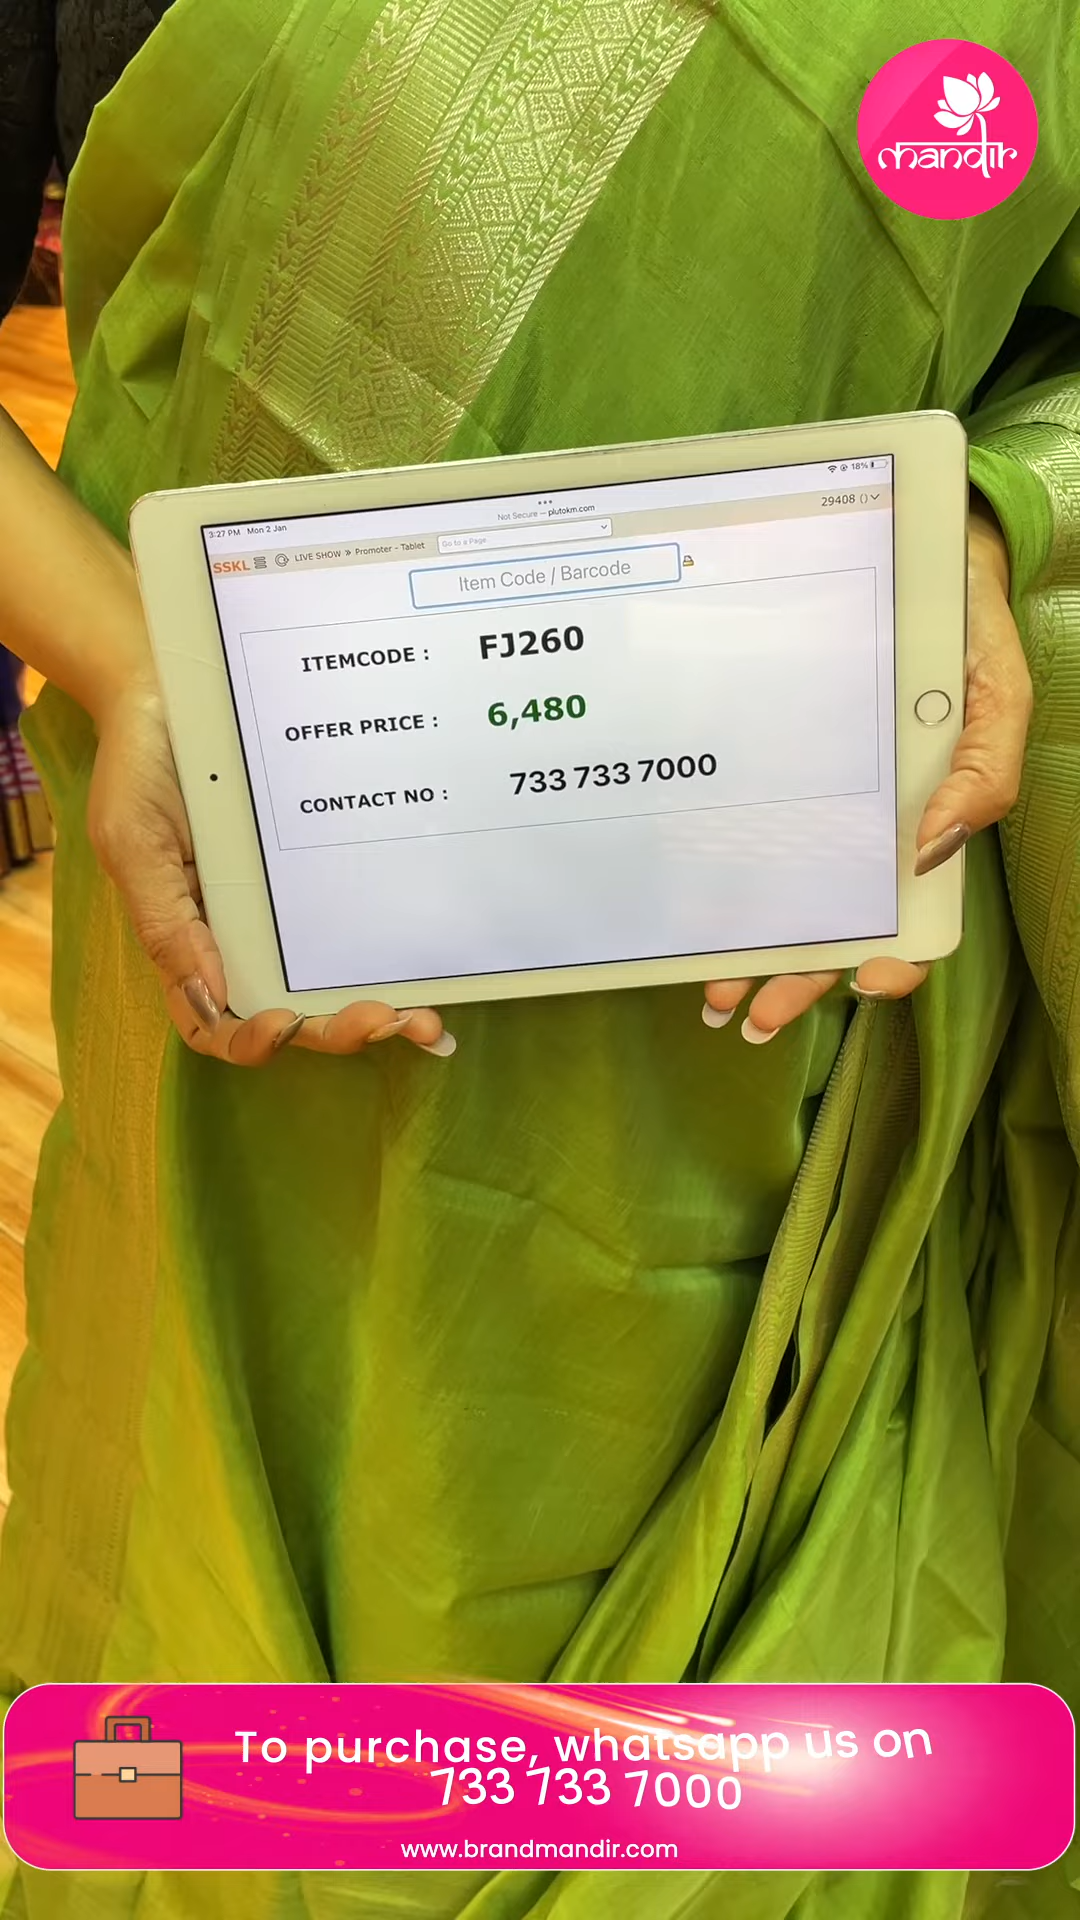 mandir
3:27 PM Mon 2 Jan
18%
Not Secure — plutokm.com
29408 ()
SSKL LIVE SHOW » Promoter - Tablet Go to a Page
Item Code / Barcode
ITEMCODE : FJ260
OFFER PRICE : 6,480
CONTACT NO : 733 733 7000
To purchase, whatsapp us on
733 733 7000
www.brandmandir.com